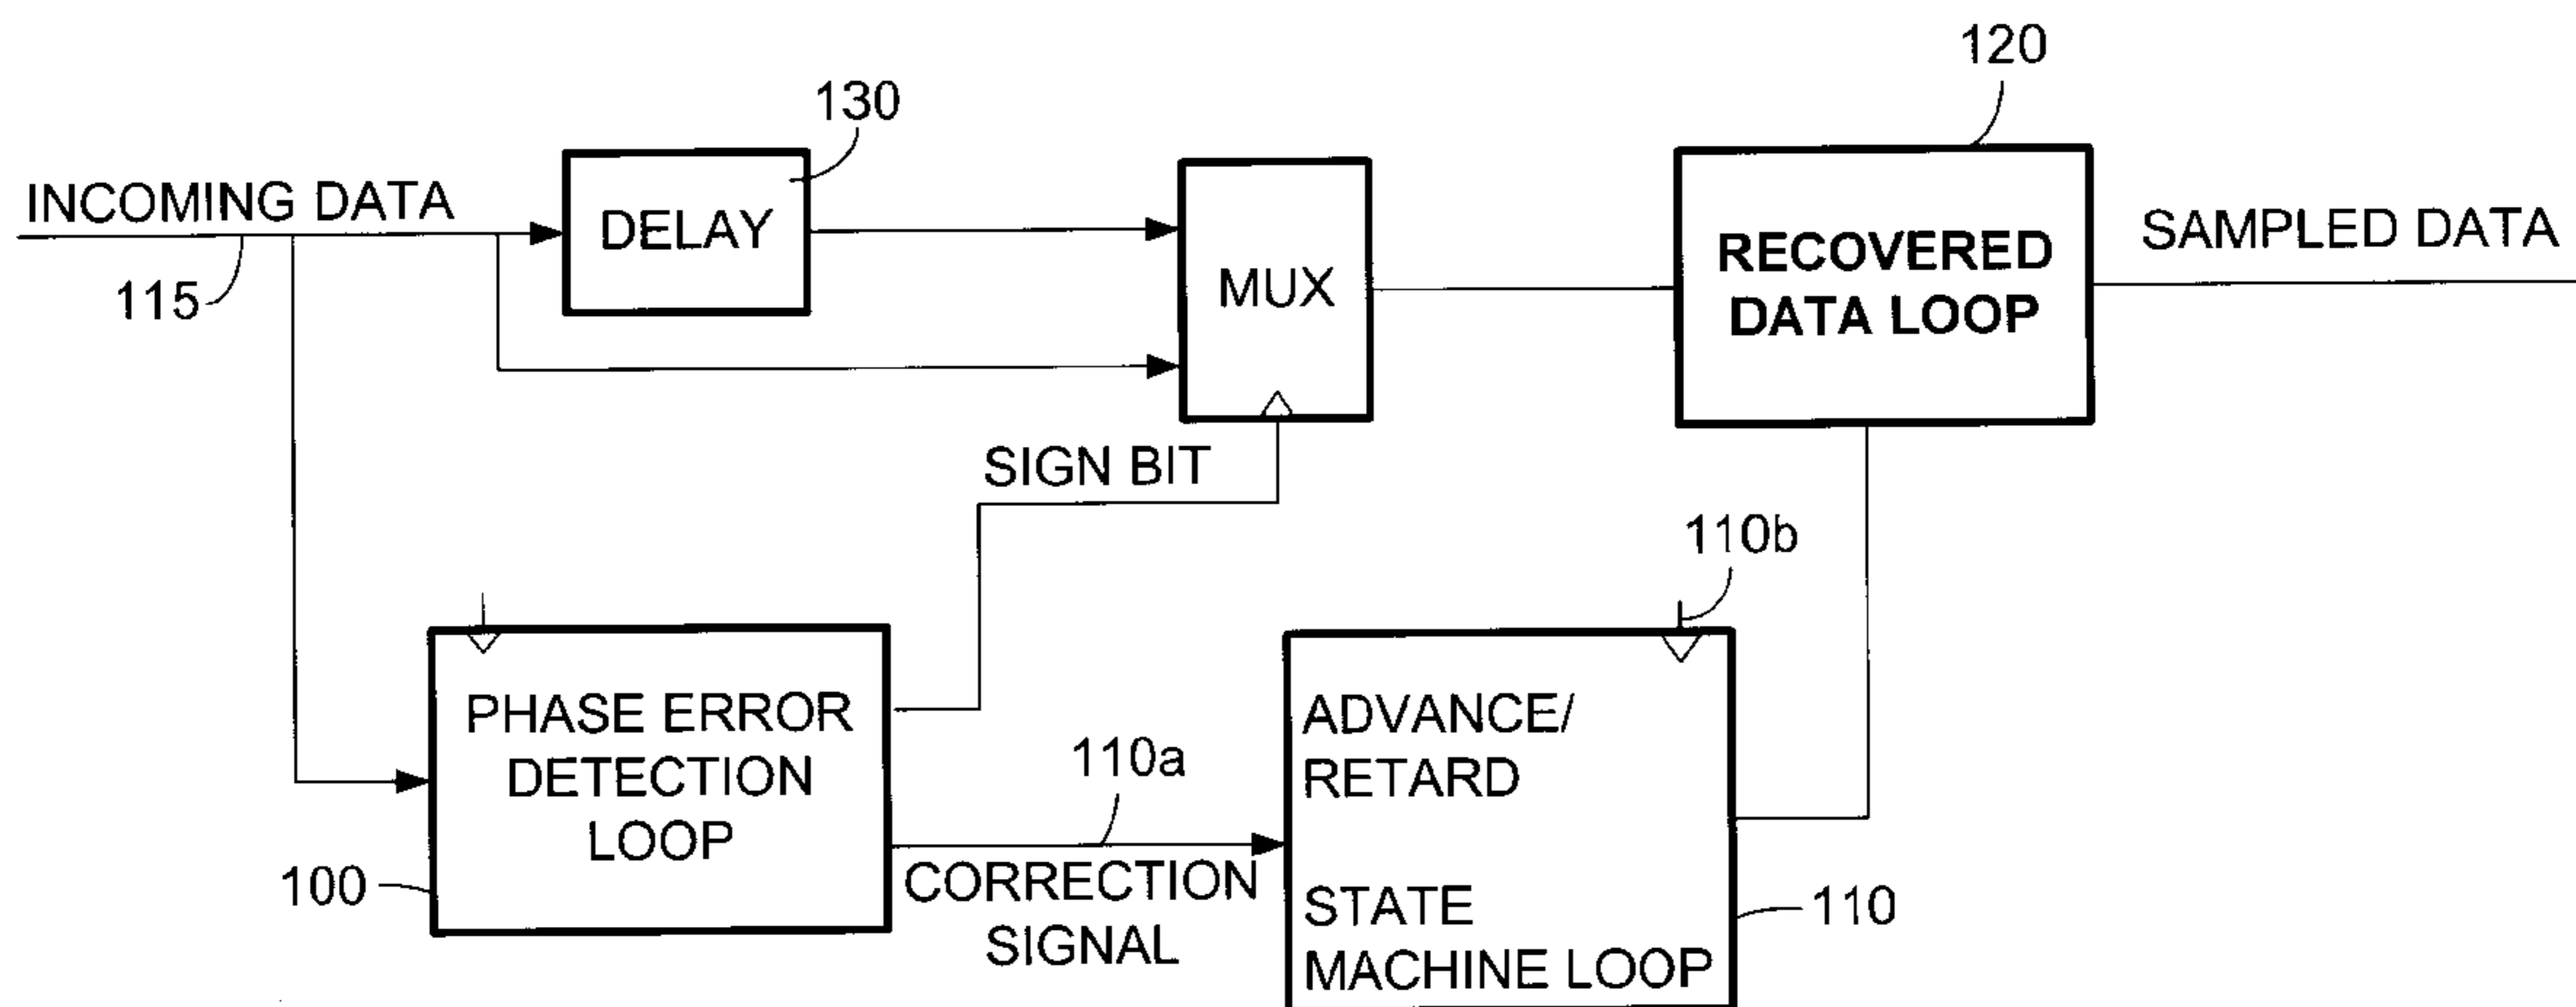 120
130
INCOMING DATA
DELAY
115
MUX
RECOVERED
DATA LOOP
SAMPLED DATA
SIGN BIT
110b
PHASE ERROR
DETECTION
LOOP
100
110a
CORRECTION
SIGNAL
ADVANCE/
RETARD
STATE
MACHINE LOOP
110